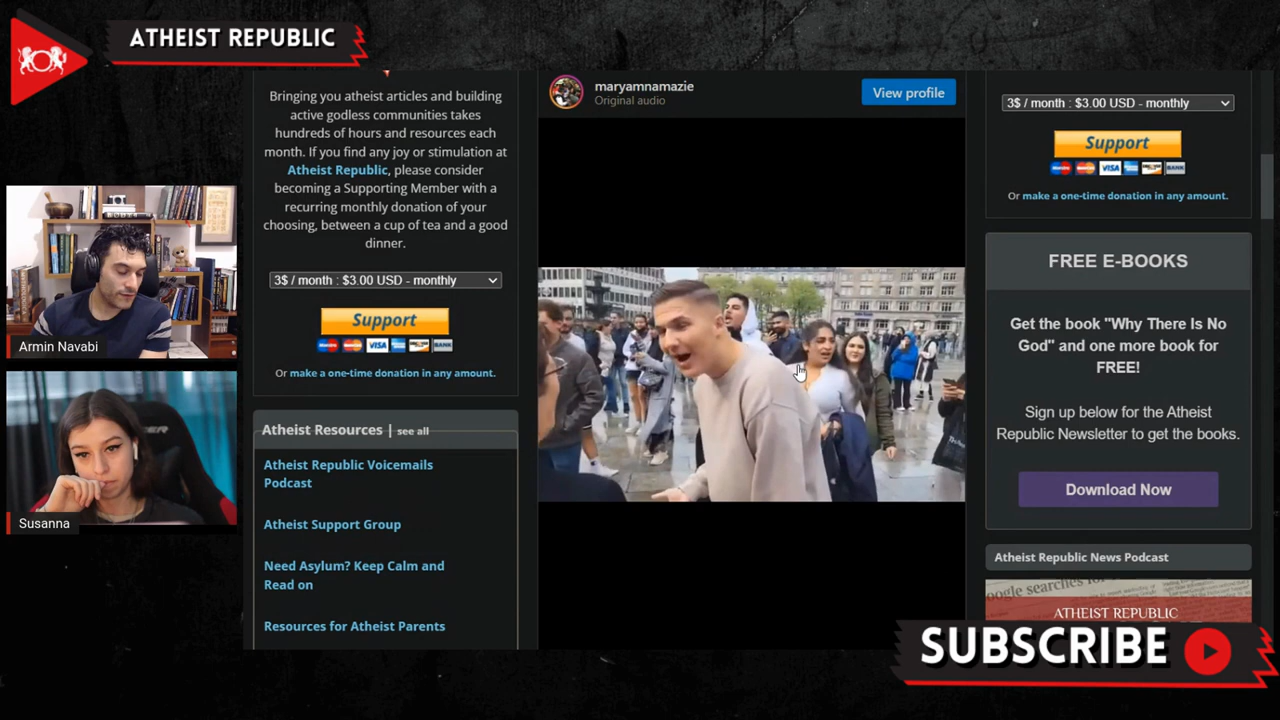 ATHEIST REPUBLIC
Armin Navabi
Susanna
Bringing you atheist articles and building
active godless communities takes
hundreds of hours and resources each
month. If you find any joy or stimulation at
Atheist Republic, please consider
becoming a Supporting Member with a
recurring monthly donation of your
choosing, between a cup of tea and a good
dinner.
3$ / month : $3.00 USD - monthly
Support
VISA
BANK
Or make a one-time donation in any amount.
Atheist Resources | see all
Atheist Republic Voicemails
Podcast
Atheist Support Group
Need Asylum? Keep Calm and
Read on
Resources for Atheist Parents
maryamnamazie
Original audio
View profile
3$ / month : $3.00 USD - monthly
Support
VISA
BANK
Or make a one-time donation in any amount.
FREE E-BOOKS
Get the book "Why There Is No
God" and one more book for
FREE!
Sign up below for the Atheist
Republic Newsletter to get the books.
Download Now
Atheist Republic News Podcast
ogle searches for
ATHEIST REPUBLIC
SUBSCRIBE